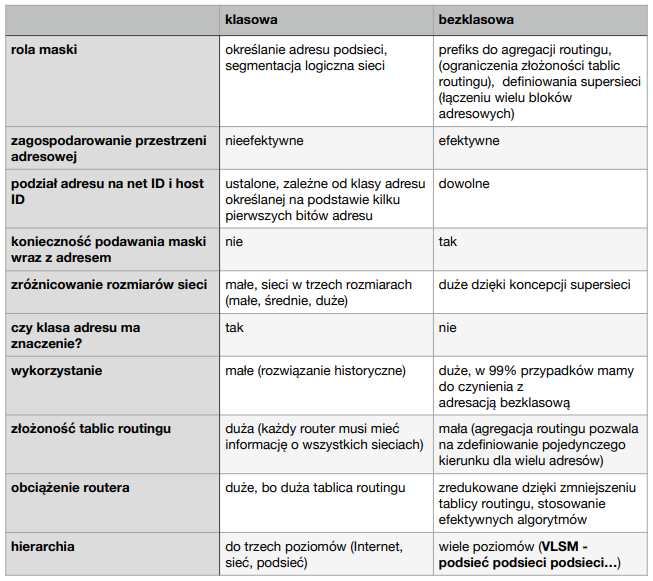 klasowa
bezklasowa
rola maski
określanie adresu podsieci,
segmentacja logiczna sieci
prefiks do agregacji routingu,
(ograniczenia złożoności tablic
routingu),  definiowania supersieci
(łączeniu wielu bloków
adresowych)
zagospodarowanie przestrzeni
adresowej
nieefektywne
efektywne
podział adresu na net ID i host
ID
ustalone, zależne od klasy adresu
określanej na podstawie kilku
pierwszych bitów adresu
dowolne
konieczność podawania maski
wraz z adresem
nie
tak
zróżnicowanie rozmiarów sieci
małe, sieci w trzech rozmiarach
(małe, średnie, duże)
duże dzięki koncepcji supersieci
czy klasa adresu ma
znaczenie?
tak
nie
wykorzystanie
małe (rozwiązanie historyczne)
duże, w 99% przypadków mamy
do czynienia z
adresacją bezklasową
złożoność tablic routingu
duża (każdy router musi mieć
informację o wszystkich sieciach)
mała (agregacja routingu pozwala
na zdefiniowanie pojedynczego
kierunku dla wielu adresów)
obciążenie routera
duże, bo duża tablica routingu
zredukowane dzięki zmniejszeniu
tablicy routingu, stosowanie
efektywnych algorytmów
hierarchia
do trzech poziomów (Internet,
sieć, podsieć)
wiele poziomów (VLSM -
podsieć podsieci podsieci…)